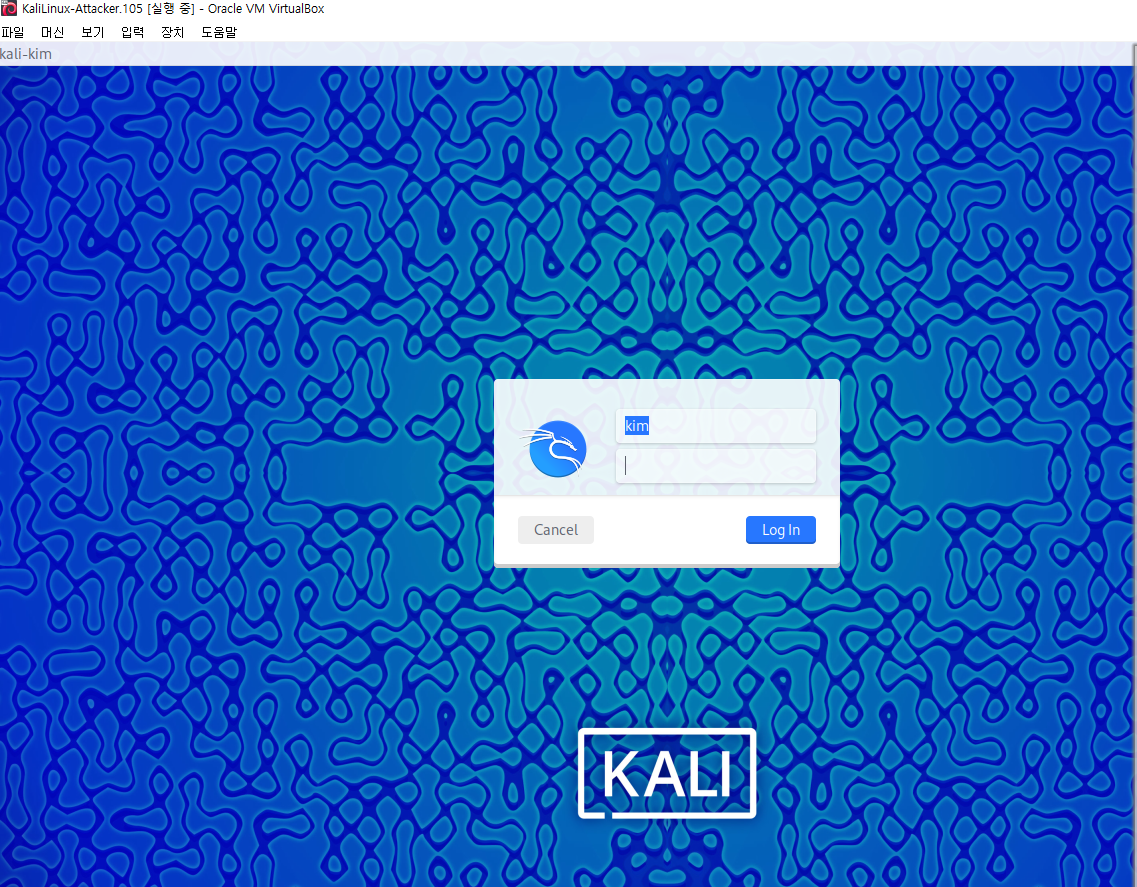 KaliLinux-Attacker.105 [실행 중] - Oracle VM VirtualBox
파일 머신 보기 입력 장치 도움말
kali-kim
kim
Cancel Log In
KALI